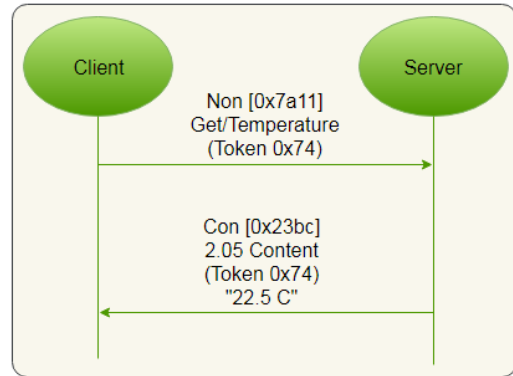 Client
Server
Non [0x7a11]
Get/Temperature
(Token 0x74)
Con [0x23bc]
2.05 Content
(Token 0x74)
"22.5 C"